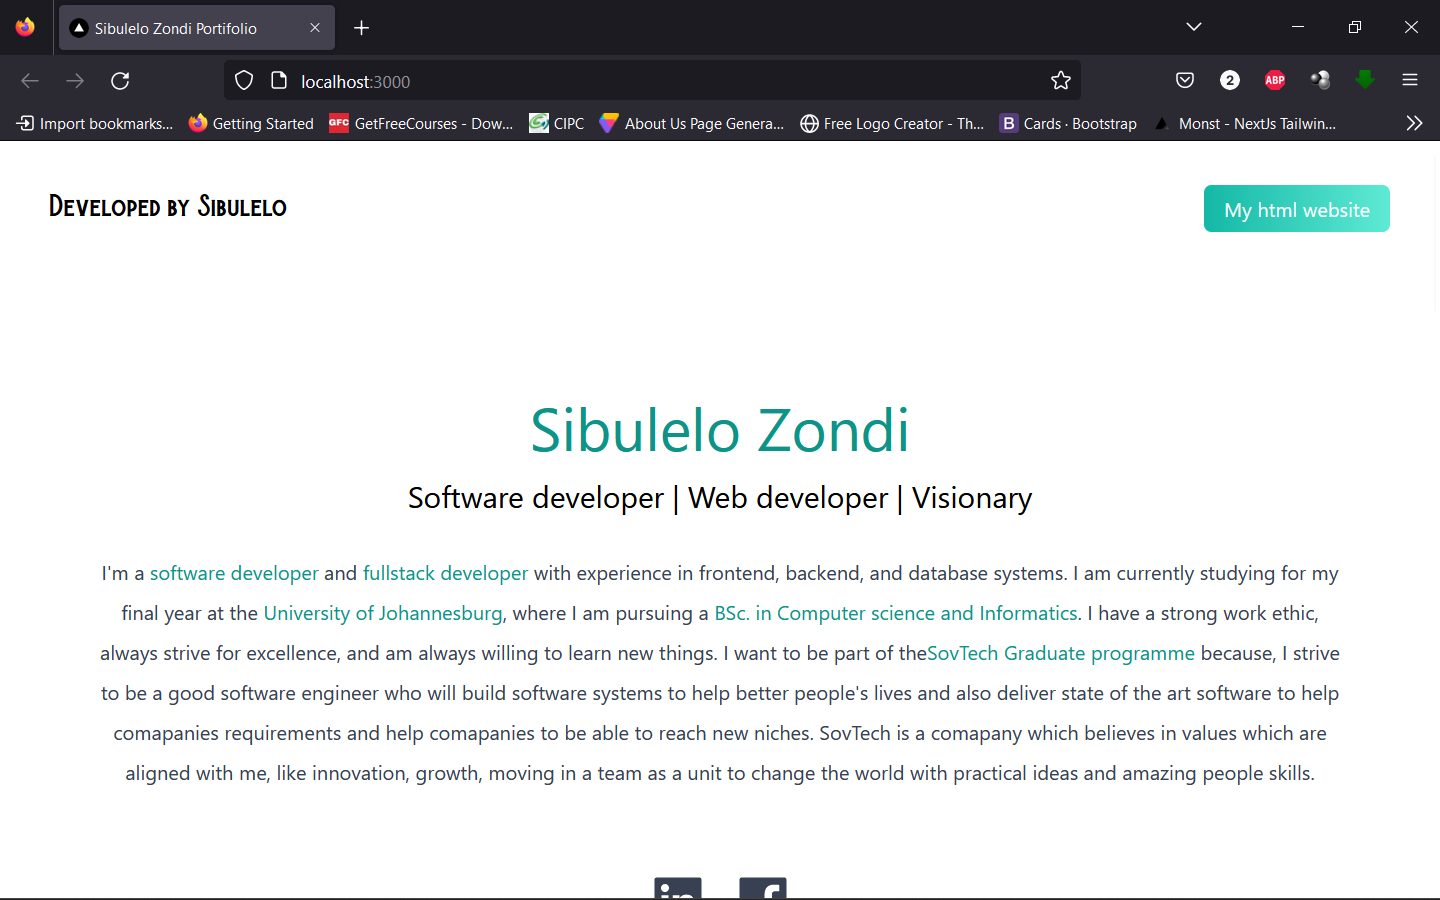 Sibulelo Zondi Portifolio
localhost:3000
2
ABP
Import bookmarks...
Getting Started
GFC
GetFreeCourses - Dow...
CIPC
About Us Page Genera...
Free Logo Creator - Th...
B
Cards · Bootstrap
Monst - NextJs Tailwin...
Developed by Sibulelo
My html website
Sibulelo Zondi
Software developer | Web developer | Visionary
I'm a software developer and fullstack developer with experience in frontend, backend, and database systems. I am currently studying for my
final year at the University of Johannesburg, where I am pursuing a BSc. in Computer science and Informatics. I have a strong work ethic,
always strive for excellence, and am always willing to learn new things. I want to be part of theSovTech Graduate programme because, I strive
to be a good software engineer who will build software systems to help better people's lives and also deliver state of the art software to help
comapanies requirements and help comapanies to be able to reach new niches. SovTech is a comapany which believes in values which are
aligned with me, like innovation, growth, moving in a team as a unit to change the world with practical ideas and amazing people skills.
in
f